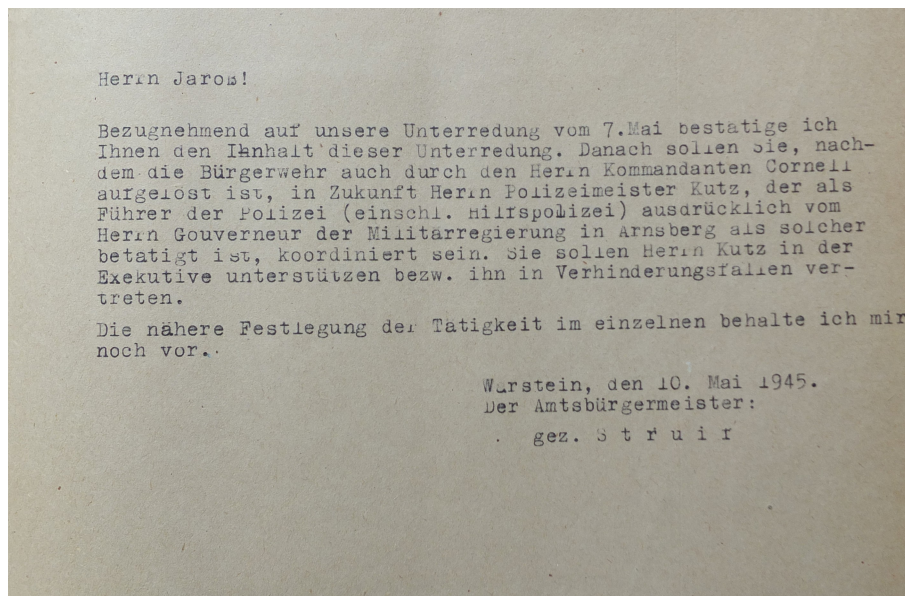 Herrn Jaroš!
Bezugnehmend auf unsere Unterredung vom 7.Mai bestätige ich
Ihnen den Ihnhalt dieser Unterredung. Danach sollen Sie, nach-
dem die Bürgerwehr auch durch den Herrn Kommandanten Cornell
aufgelöst ist, in Zukunft Herrn Polizeimeister Kutz, der als
Führer der Polizei (einschl. Hilfspolizei) ausdrücklich vom
Herrn Gouverneur der Militärregierung in Arnsberg als solcher
betätigt ist, koordiniert sein. Sie sollen Herrn Kutz in der
Exekutive unterstützen bezw. ihn in Verhinderungsfällen ver-
treten.
Die nähere Festlegung der Tätigkeit im einzelnen behalte ich mir
noch vor.
Warstein, den 10. Mai 1945.
Der Amtsbürgermeister:
gez. S t r u i f